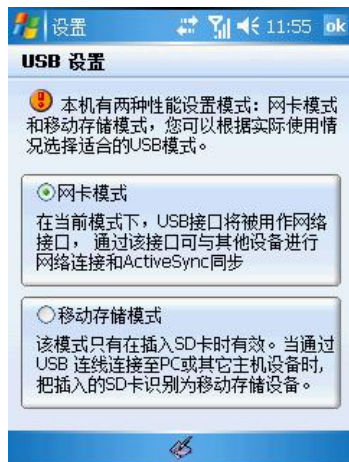 设置 11:55 ok
USB 设置
本机有两种性能设置模式：网卡模式
和移动存储模式，您可以根据实际使用情
况选择适合的USB模式。
网卡模式
在当前模式下，USB接口将被用作网络
接口， 通过该接口可与其他设备进行
网络连接和ActiveSync同步
移动存储模式
该模式只有在插入SD卡时有效。当通过
USB 连线连接至PC或其它主机设备时,
把插入的SD卡识别为移动存储设备。